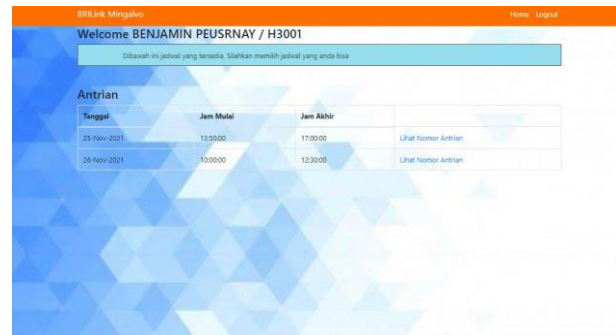 BRILink Mingalvo
Home Logout
Welcome BENJAMIN PEUSRNAY / H3001
Dibawah ini jadwal yang tersedia, Silahkan memilih jadwal yang anda bisa
Antrian
Tanggal Jam Mulai Jam Akhir
25-Nov-2021 13:50:00 17:00:00 Lihat Nomor Antrian
26-Nov-2021 10:00:00 12:30:00 Lihat Nomor Antrian